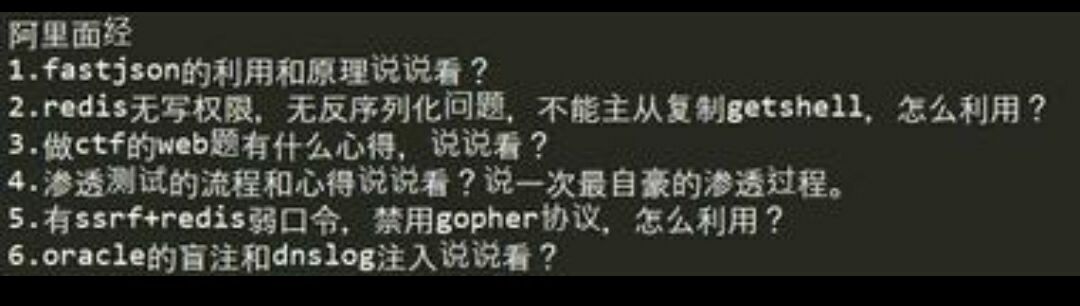 阿里面经
1.fastjson的利用和原理说说看？
2.redis无写权限，无反序列化问题，不能主从复制getshell，怎么利用？
3.做ctf的web题有什么心得，说说看？
4.渗透测试的流程和心得说说看？说一次最自豪的渗透过程。
5.有ssrf+redis弱口令，禁用gopher协议，怎么利用？
6.oracle的盲注和dnslog注入说说看？